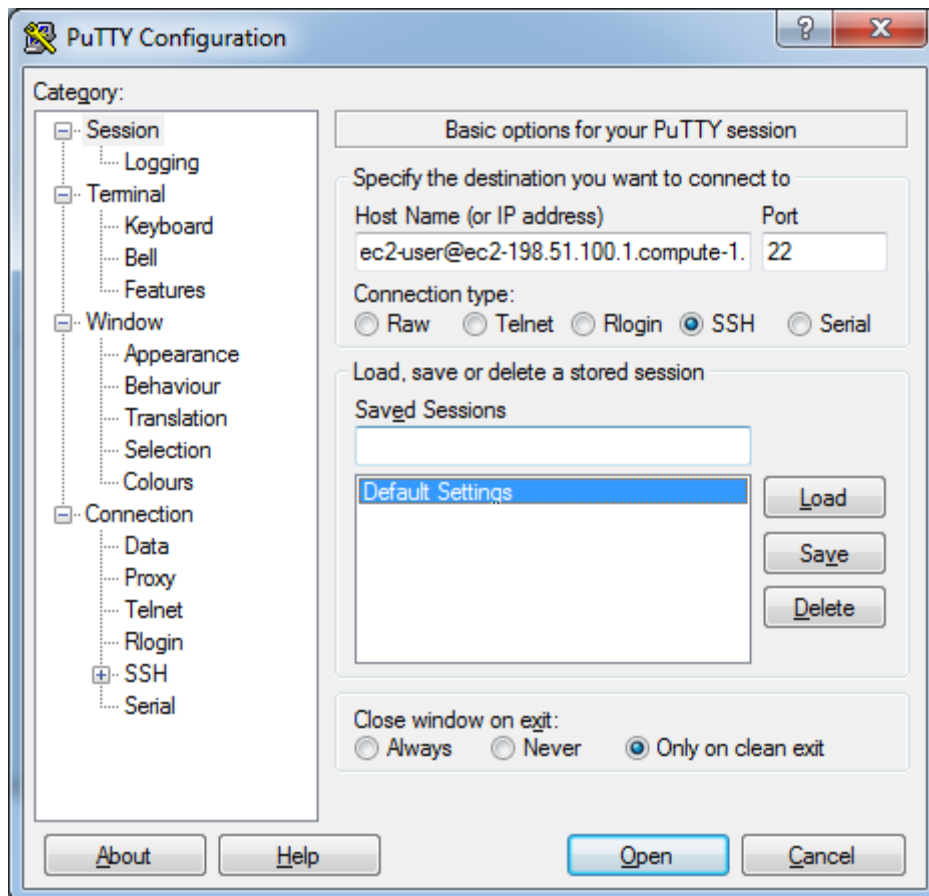 PuTTY Configuration
Category:
Session
Logging
Terminal
Keyboard
Bell
Features
Window
Appearance
Behaviour
Translation
Selection
Colours
Connection
Data
Proxy
Telnet
Rlogin
SSH
Serial
Basic options for your PuTTY session
Specify the destination you want to connect to
Host Name (or IP address) Port
ec2-user@ec2-198.51.100.1.compute-1. 22
Connection type:
Raw Telnet Rlogin SSH Serial
Load, save or delete a stored session
Saved Sessions
Default Settings
Load
Save
Delete
Close window on exit:
Always Never Only on clean exit
About Help Open Cancel